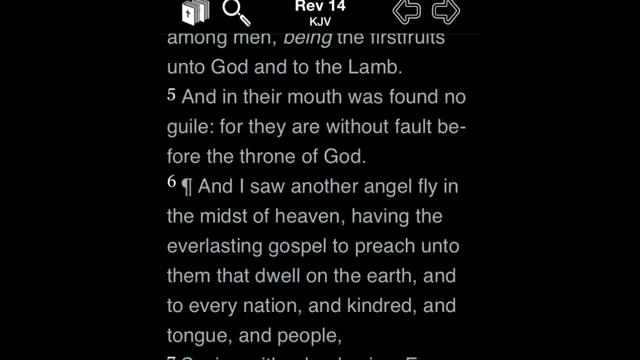 Rev 14
KJV
among men, being the firstfruits
unto God and to the Lamb.
5 And in their mouth was found no
guile: for they are without fault be-
fore the throne of God.
6 ¶ And I saw another angel fly in
the midst of heaven, having the
everlasting gospel to preach unto
them that dwell on the earth, and
to every nation, and kindred, and
tongue, and people,